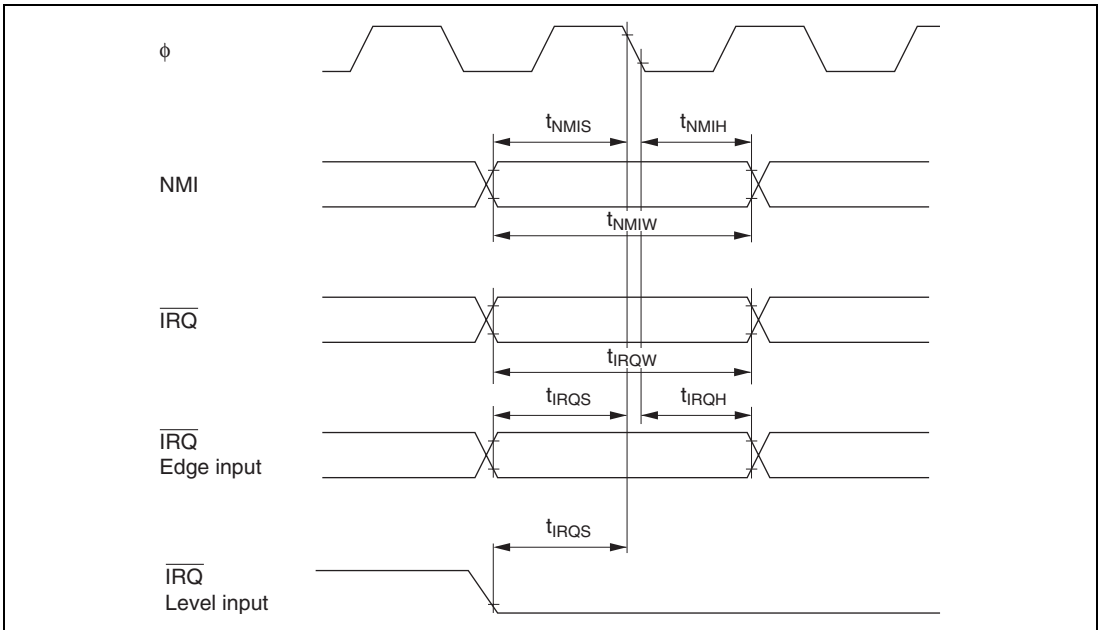 ϕ
tNMIS tNMIH
NMI
tNMIW
IRQ
tIRQW
tIRQS tIRQH
IRQ
Edge input
tIRQS
IRQ
Level input